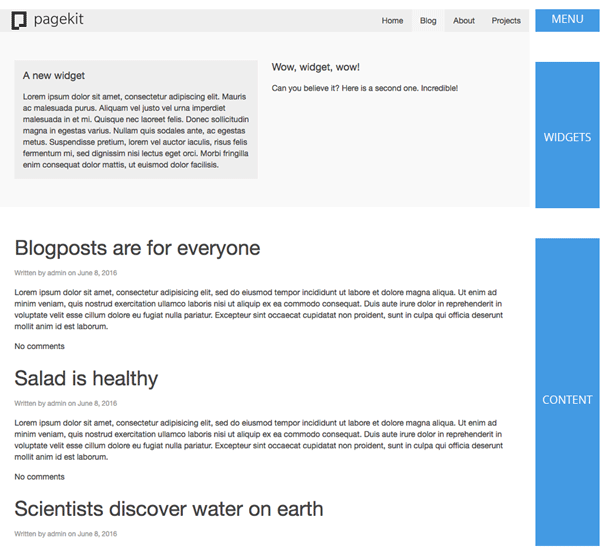 pagekit
Home Blog About Projects
MENU
A new widget
Lorem ipsum dolor sit amet, consectetur adipiscing elit. Mauris
ac malesuada purus. Aliquam vel justo vel urna imperdiet
malesuada in et mi. Quisque nec laoreet felis. Donec sollicitudin
magna in egestas varius. Nullam quis sodales ante, ac egestas
metus. Suspendisse pretium, lorem vel auctor iaculis, risus felis
fermentum mi, sed dignissim nisi lectus eget orci. Morbi fringilla
enim consequat dolor mattis, ut euismod dolor facilisis.
Wow, widget, wow!
Can you believe it? Here is a second one. Incredible!
WIDGETS
Blogposts are for everyone
Written by admin on June 8, 2016
Lorem ipsum dolor sit amet, consectetur adipiscing elit, sed do eiusmod tempor incididunt ut labore et dolore magna aliqua. Ut enim ad
minim veniam, quis nostrud exercitation ullamco laboris nisi ut aliquip ex ea commodo consequat. Duis aute irure dolor in reprehenderit in
voluptate velit esse cillum dolore eu fugiat nulla pariatur. Excepteur sint occaecat cupidatat non proident, sunt in culpa qui officia deserunt
mollit anim id est laborum.
No comments
Salad is healthy
Written by admin on June 8, 2016
Lorem ipsum dolor sit amet, consectetur adipiscing elit, sed do eiusmod tempor incididunt ut labore et dolore magna aliqua. Ut enim ad
minim veniam, quis nostrud exercitation ullamco laboris nisi ut aliquip ex ea commodo consequat. Duis aute irure dolor in reprehenderit in
voluptate velit esse cillum dolore eu fugiat nulla pariatur. Excepteur sint occaecat cupidatat non proident, sunt in culpa qui officia deserunt
mollit anim id est laborum.
No comments
Scientists discover water on earth
Written by admin on June 8, 2016
CONTENT